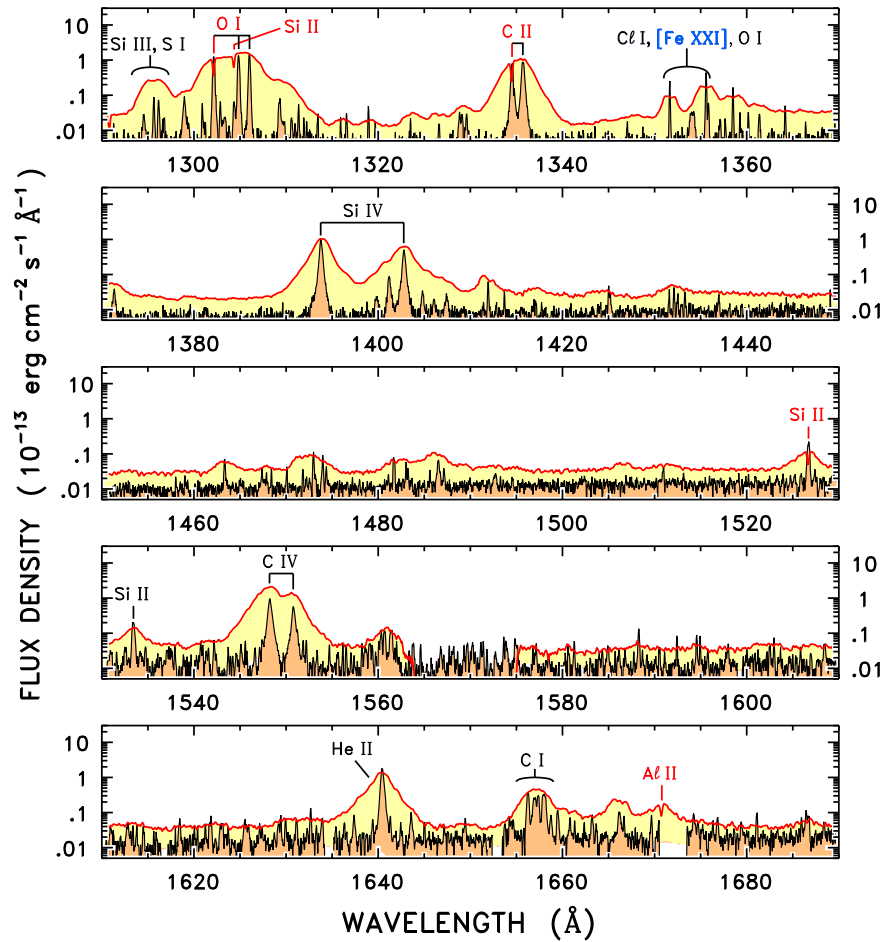 O I
Si II
Si III, S I
C II
Cℓ I, [Fe XXI], O I
10
1
.1
.01
1300 1320 1340 1360
Si IV
10
1
.1
.01
1380 1400 1420 1440
10
1
.1
.01
Si II
1460 1480 1500 1520
10
1
.1
.01
Si II
C IV
1540 1560 1580 1600
10
1
.1
.01
He II
C I
Aℓ II
1620 1640 1660 1680
WAVELENGTH (Å)
FLUX DENSITY (10⁻¹³ erg cm⁻² s⁻¹ Å⁻¹)